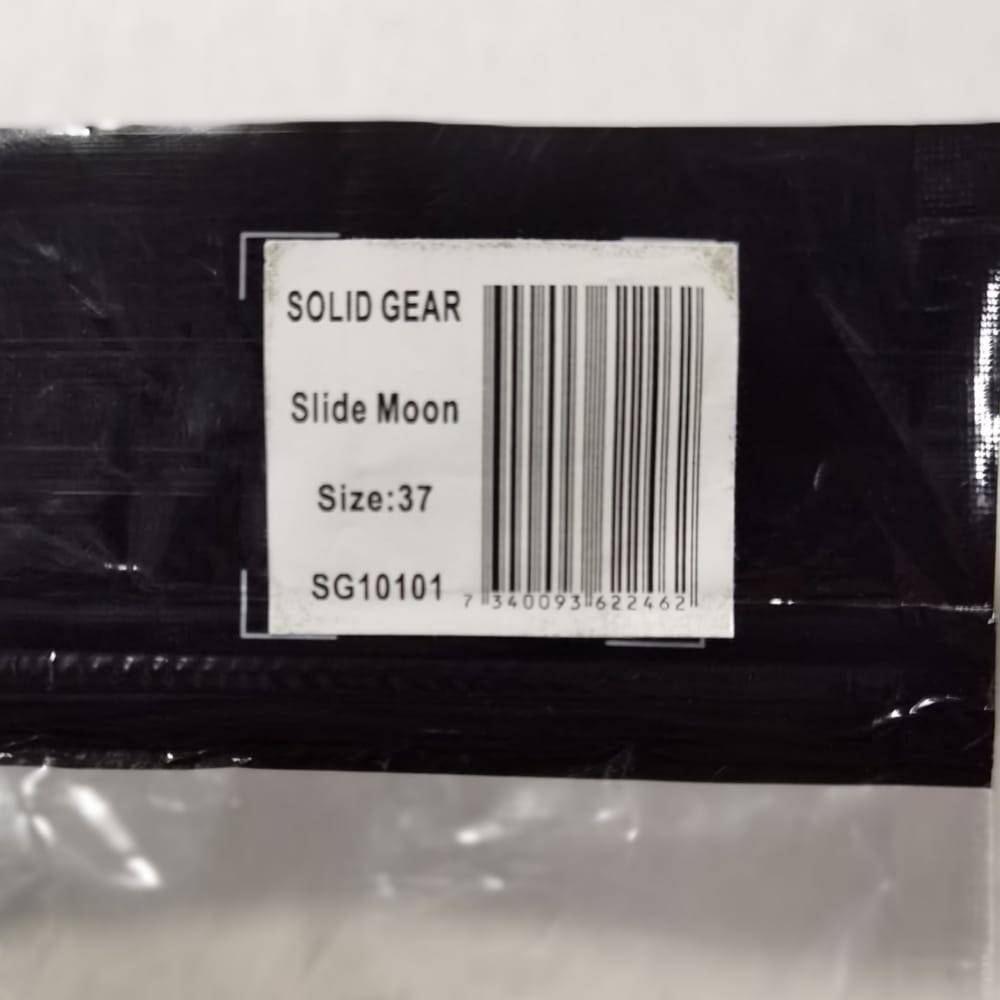 SOLID GEAR
Slide Moon
Size:37
SG10101
7 340093 622462